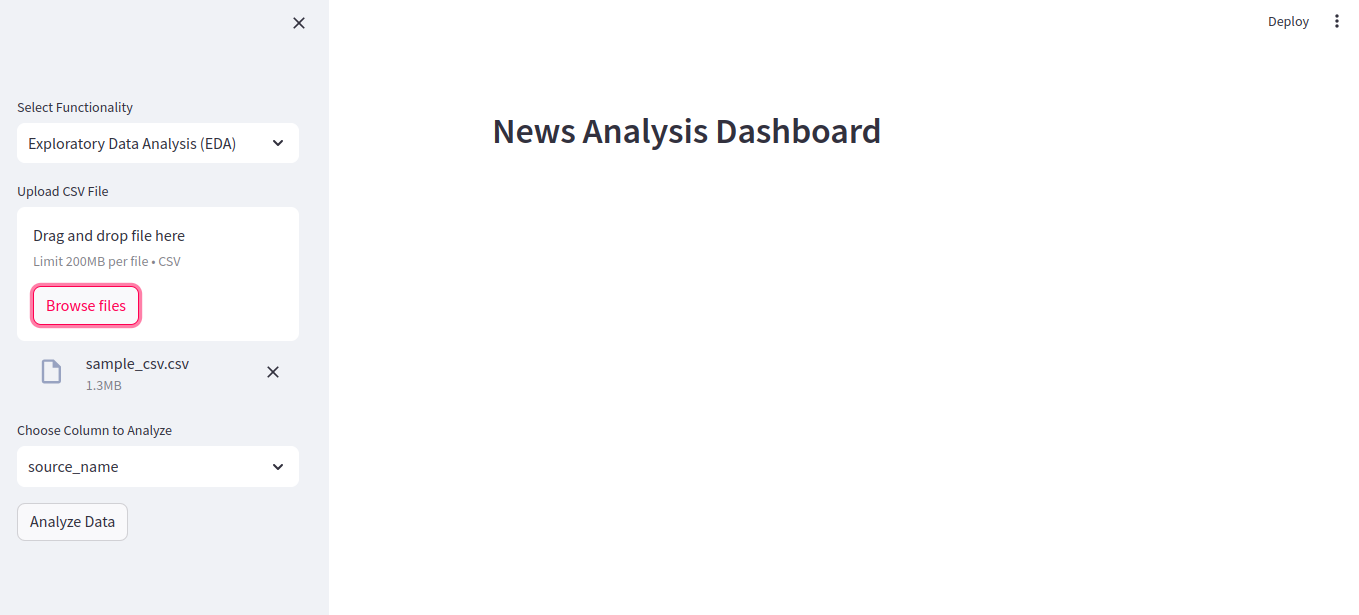 Deploy
Select Functionality
Exploratory Data Analysis (EDA)
Upload CSV File
Drag and drop file here
Limit 200MB per file • CSV
Browse files
sample_csv.csv
1.3MB
Choose Column to Analyze
source_name
Analyze Data
News Analysis Dashboard